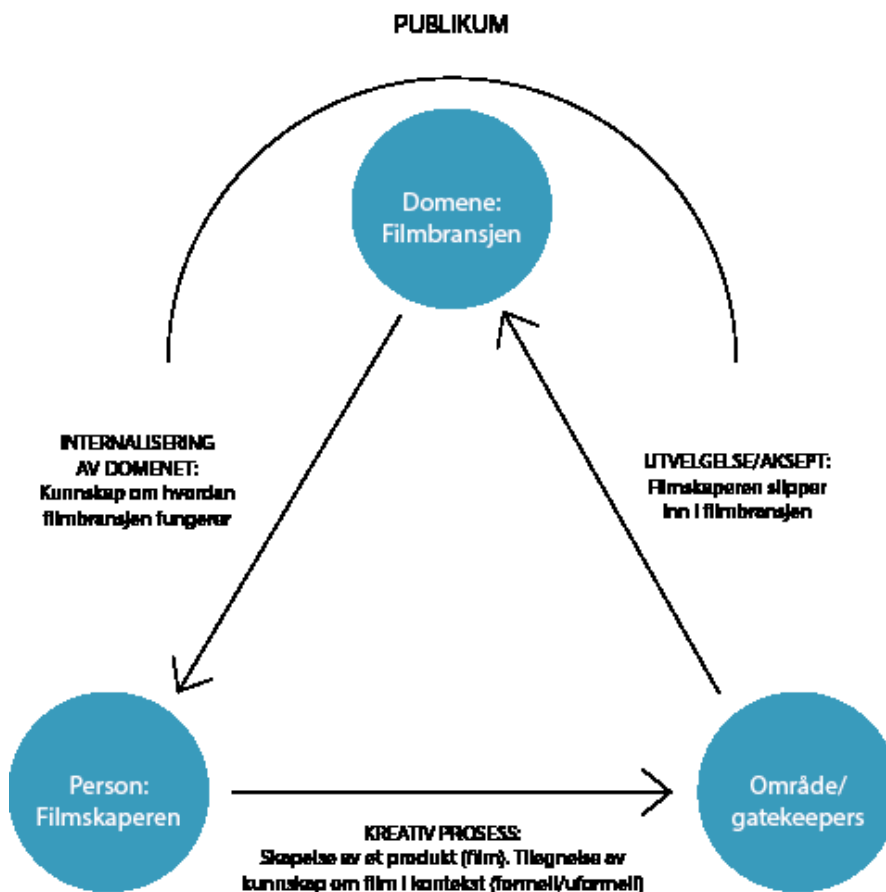 PUBLIKUM
Domene:
Filmbransjen
INTERNALISERING
AV DOMENET:
Kunnskap om hvordan
filmbransjen fungerer
UTVELGELSE/AKSEPT:
Filmskaperen slipper
inn i filmbransjen
Person:
Filmskaperen
Område/
gatekeepers
KREATIV PROSESS:
Skapelse av et produkt (film). Tilegnelse av
kunnskap om film i kontekst (formell/uformell)